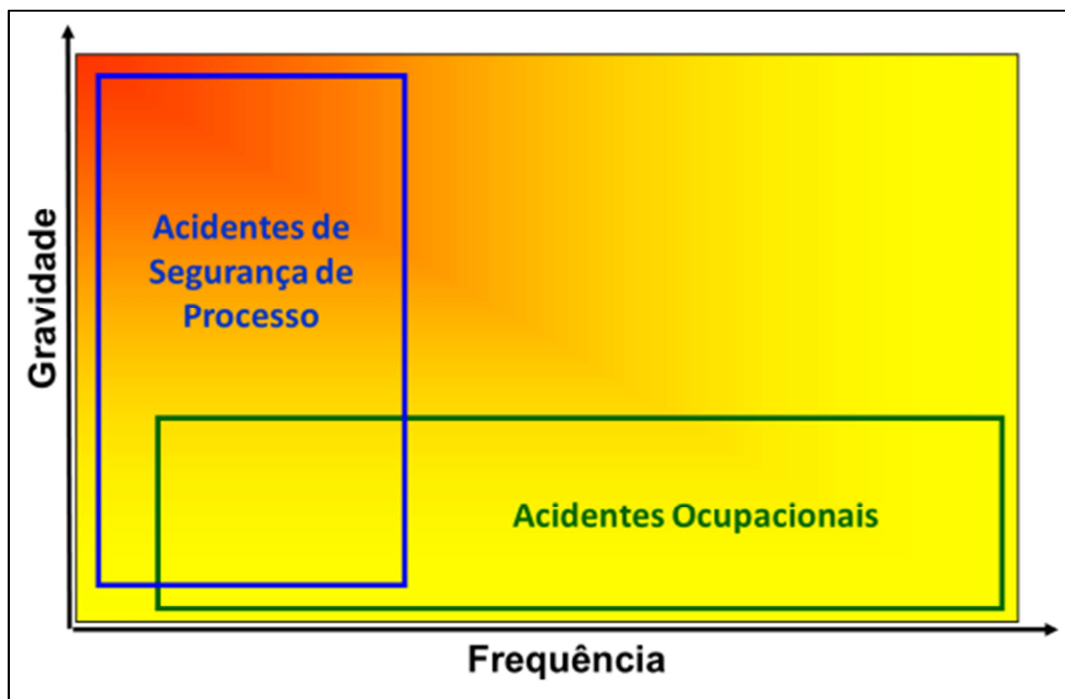 Gravidade
Acidentes de
Segurança de
Processo
Acidentes Ocupacionais
Frequência